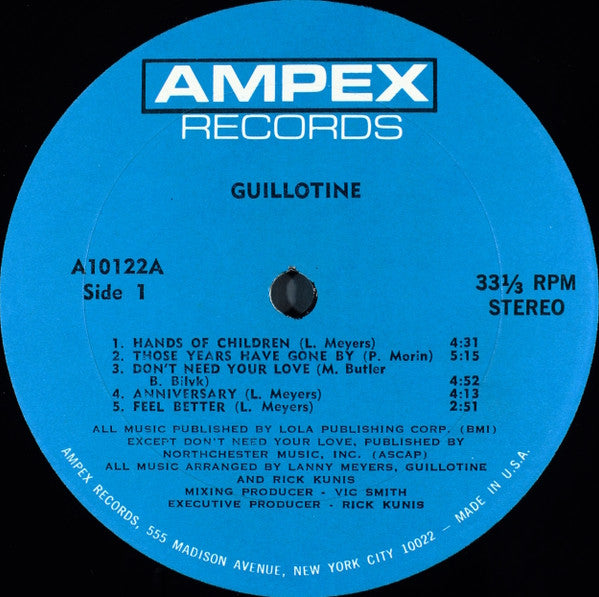 AMPEX
RECORDS
GUILLOTINE
A10122A
Side 1
33⅓ RPM
STEREO
1. HANDS OF CHILDREN (L. Meyers) 4:31
2. THOSE YEARS HAVE GONE BY (P. Morin) 5:15
3. DON'T NEED YOUR LOVE (M. Butler
B. Bilyk) 4:52
4. ANNIVERSARY (L. Meyers) 4:13
5. FEEL BETTER (L. Meyers) 2:51
ALL MUSIC PUBLISHED BY LOLA PUBLISHING CORP. (BMI)
EXCEPT DON'T NEED YOUR LOVE, PUBLISHED BY
NORTHCHESTER MUSIC, INC. (ASCAP)
ALL MUSIC ARRANGED BY LANNY MEYERS, GUILLOTINE
AND RICK KUNIS
MIXING PRODUCER - VIC SMITH
EXECUTIVE PRODUCER - RICK KUNIS
AMPEX RECORDS, 555 MADISON AVENUE, NEW YORK CITY 10022 – MADE IN U.S.A.